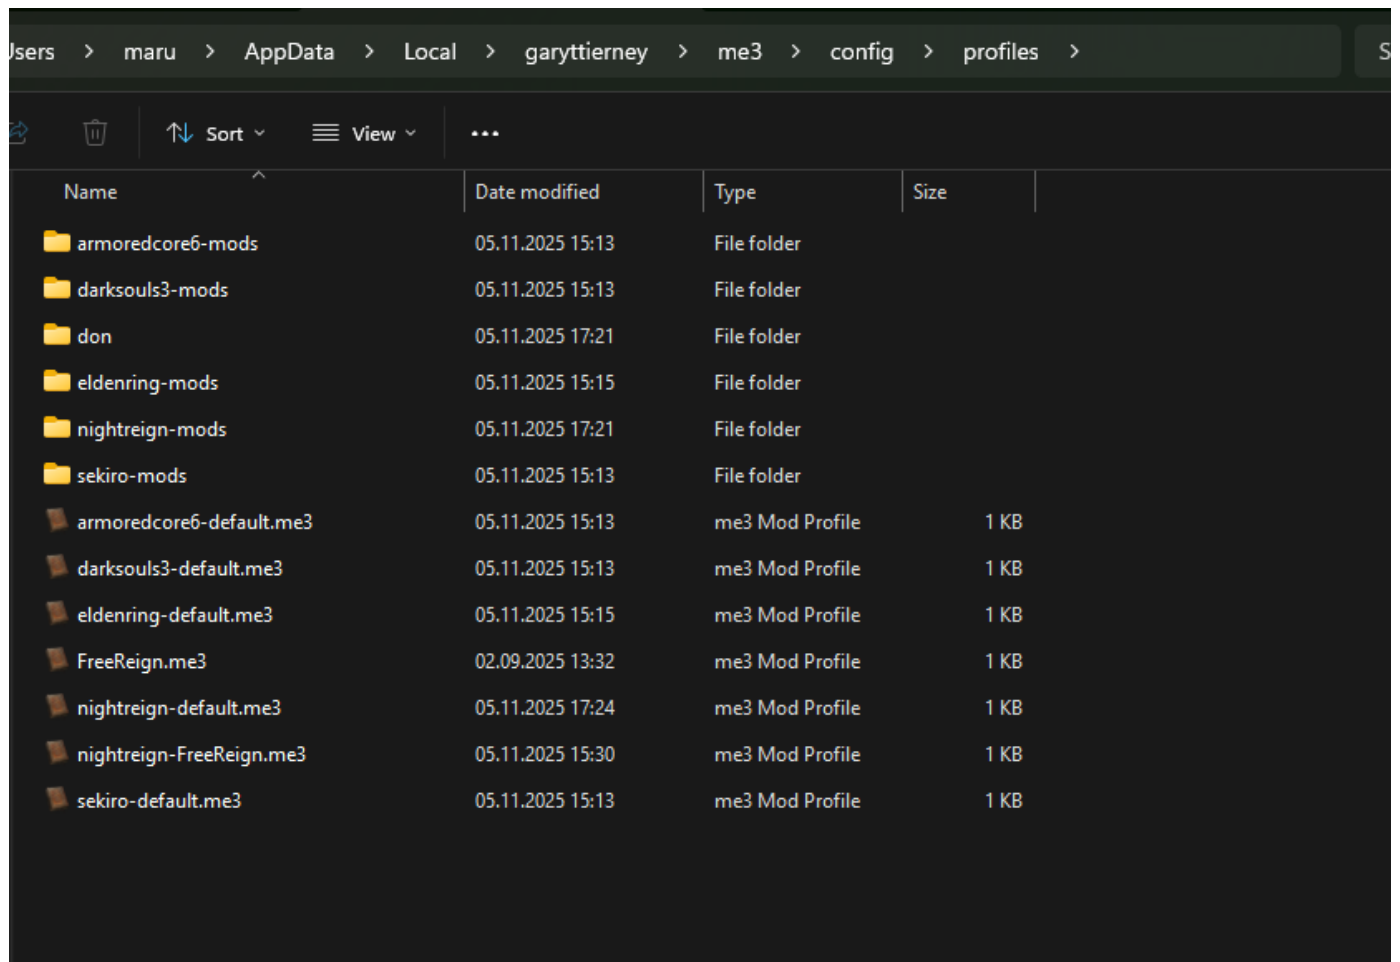 Users > maru > AppData > Local > garyttierney > me3 > config > profiles >
Sort View ...
Name Date modified Type Size
armoredcore6-mods 05.11.2025 15:13 File folder
darksouls3-mods 05.11.2025 15:13 File folder
don 05.11.2025 17:21 File folder
eldenring-mods 05.11.2025 15:15 File folder
nightreign-mods 05.11.2025 17:21 File folder
sekiro-mods 05.11.2025 15:13 File folder
armoredcore6-default.me3 05.11.2025 15:13 me3 Mod Profile 1 KB
darksouls3-default.me3 05.11.2025 15:13 me3 Mod Profile 1 KB
eldenring-default.me3 05.11.2025 15:15 me3 Mod Profile 1 KB
FreeReign.me3 02.09.2025 13:32 me3 Mod Profile 1 KB
nightreign-default.me3 05.11.2025 17:24 me3 Mod Profile 1 KB
nightreign-FreeReign.me3 05.11.2025 15:30 me3 Mod Profile 1 KB
sekiro-default.me3 05.11.2025 15:13 me3 Mod Profile 1 KB